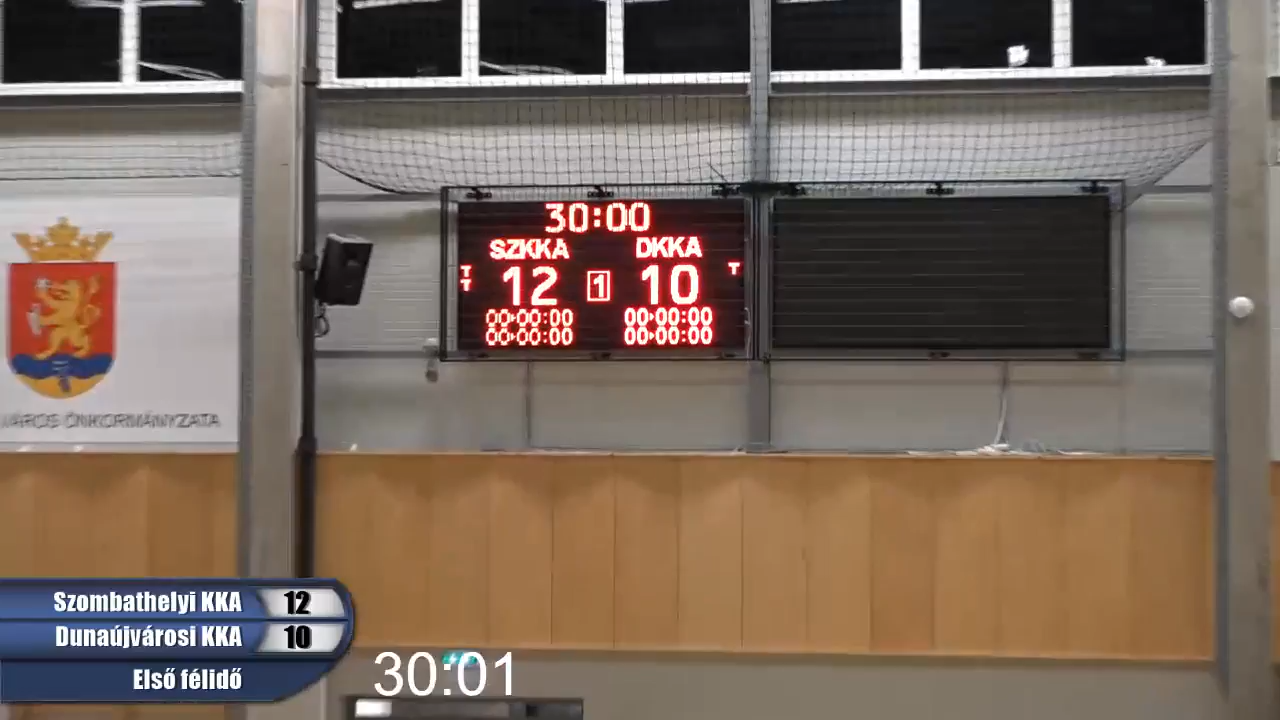 30:00
SZKKA DKKA
T T
T
12 1 10
00:00:00 00:00:00
00:00:00 00:00:00
VÁROS ÖNKORMÁNYZATA
Szombathelyi KKA 12
Dunaújvárosi KKA 10
Első félidő
30:01